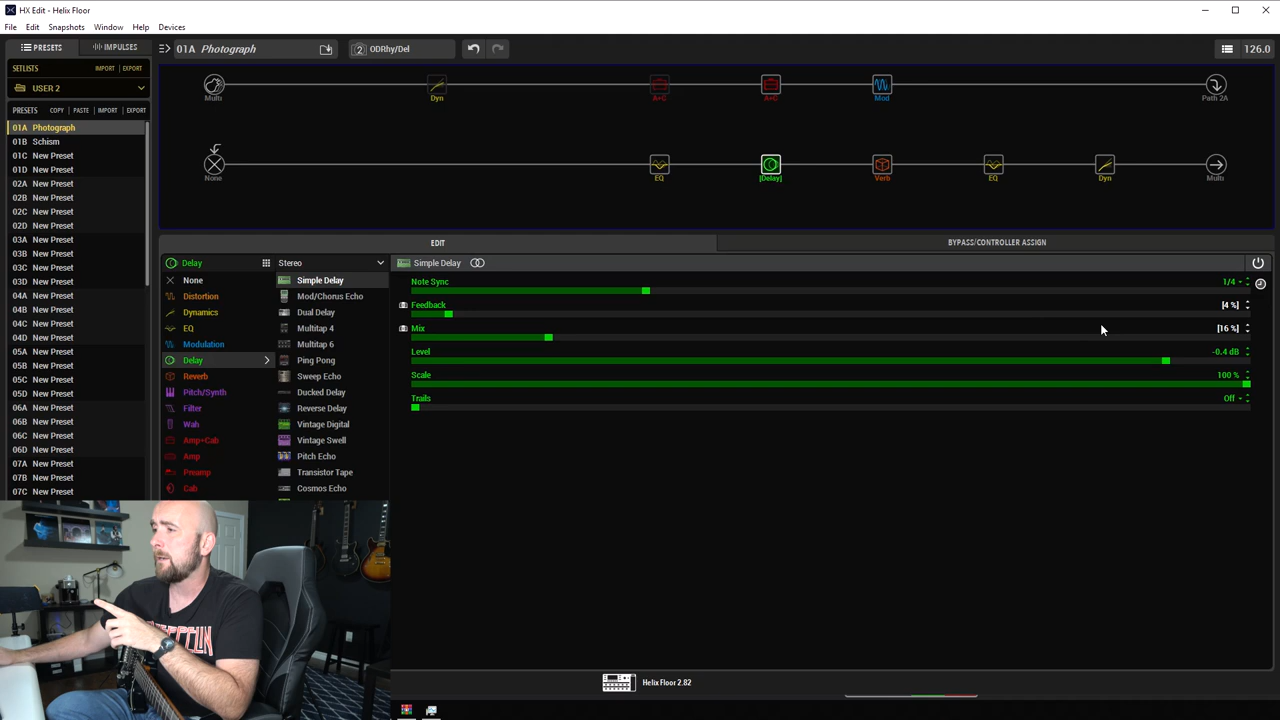 HX Edit - Helix Floor
File Edit Snapshots Window Help Devices
PRESETS IMPULSES
01A Photograph
2 ODRhy/Del
126.0
SETLISTS IMPORT EXPORT
USER 2
PRESETS COPY PASTE IMPORT EXPORT
01A Photograph
01B Schism
01C New Preset
01D New Preset
02A New Preset
02B New Preset
02C New Preset
02D New Preset
03A New Preset
03B New Preset
03C New Preset
03D New Preset
04A New Preset
04B New Preset
04C New Preset
04D New Preset
05A New Preset
05B New Preset
05C New Preset
05D New Preset
06A New Preset
06B New Preset
06C New Preset
06D New Preset
07A New Preset
07B New Preset
07C New Preset
Multi Dyn A+C A+C Mod Path 2A
None EQ [Delay] Verb EQ Dyn Multi
EDIT
BYPASS/CONTROLLER ASSIGN
Delay
None
Distortion
Dynamics
EQ
Modulation
Delay
Reverb
Pitch/Synth
Filter
Wah
Amp+Cab
Amp
Preamp
Cab
Stereo
Simple Delay
Mod/Chorus Echo
Dual Delay
Multitap 4
Multitap 6
Ping Pong
Sweep Echo
Ducked Delay
Reverse Delay
Vintage Digital
Vintage Swell
Pitch Echo
Transistor Tape
Cosmos Echo
Simple Delay
Note Sync 1/4
Feedback [4 %]
Mix [16 %]
Level -0.4 dB
Scale 100 %
Trails Off
Helix Floor 2.82